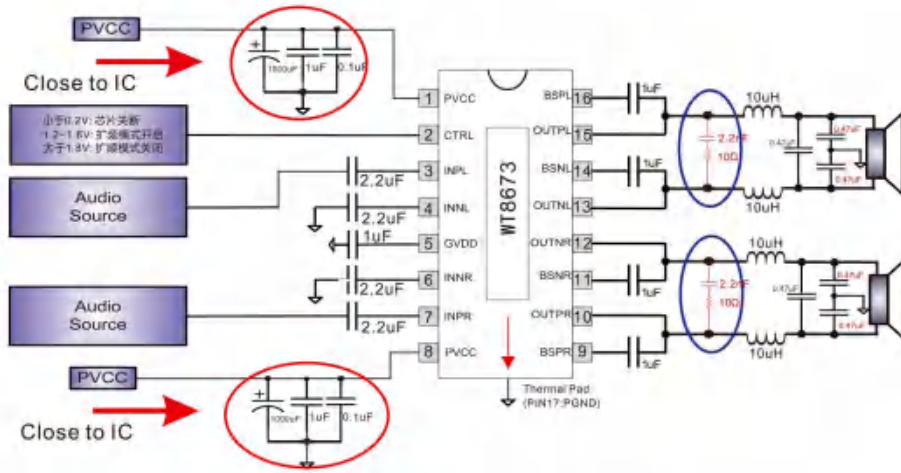 PVCC
Close to IC
1000uF
1uF
0.1uF
小于0.2V: 芯片关断
1.2~1.6V: 扩频模式开启
大于1.8V: 扩频模式关闭
Audio
Source
2.2uF
2.2uF
1uF
2.2uF
Audio
Source
2.2uF
PVCC
Close to IC
1000uF
1uF
0.1uF
1 PVCC
2 CTRL
3 INPL
4 INNL
5 GVDD
6 INNR
7 INPR
8 PVCC
WT8673
BSPL 16
OUTPL 15
BSNL 14
OUTNL 13
OUTNR 12
BSNR 11
OUTPR 10
BSPR 9
Thermal Pad
(PIN17:PGND)
1uF
1uF
1uF
1uF
2.2nF
10Ω
10uH
0.47uF
0.47uF
0.47uF
10uH
2.2nF
10Ω
10uH
0.47uF
0.47uF
0.47uF
10uH